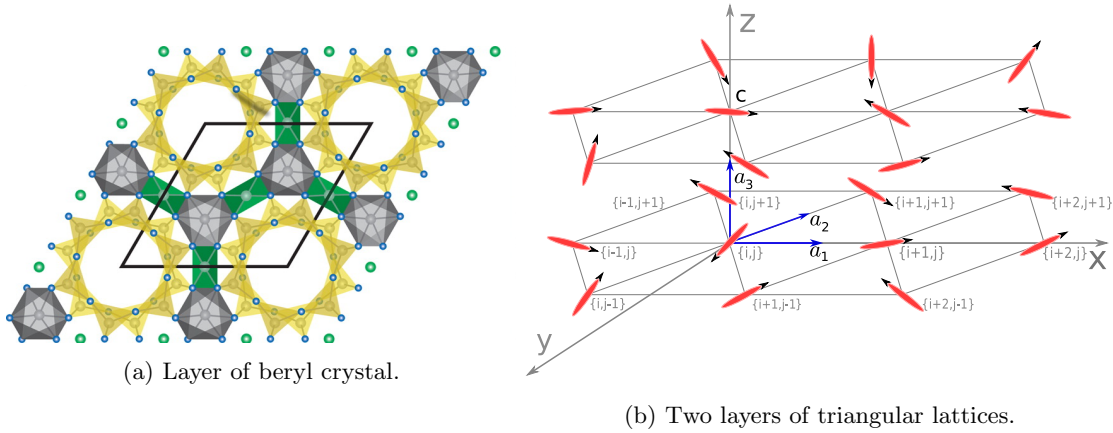 z
c
a₃
{i-1,j+1}
{i,j+1}
{i+1,j+1}
{i+2,j+1}
a₂
{i-1,j}
{i,j}
a₁
{i+1,j}
{i+2,j}
x
{i,j-1}
{i+1,j-1}
{i+2,j-1}
y
(a) Layer of beryl crystal.
(b) Two layers of triangular lattices.